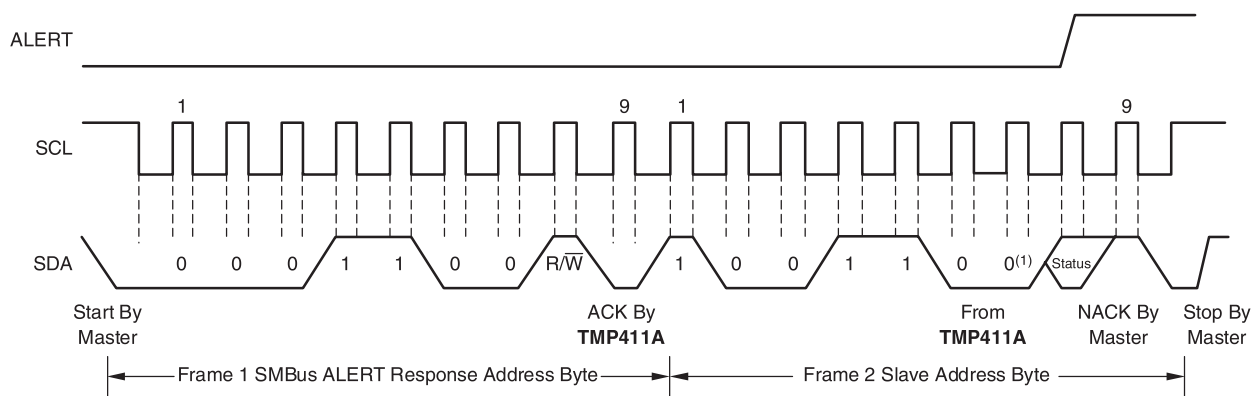 ALERT
1 9 1 9
SCL
SDA
0 0 0 1 1 0 0 R/W̅ 1 0 0 1 1 0 0(1) Status
Start By
Master
ACK By
TMP411A
From
TMP411A
NACK By
Master
Stop By
Master
Frame 1 SMBus ALERT Response Address Byte
Frame 2 Slave Address Byte